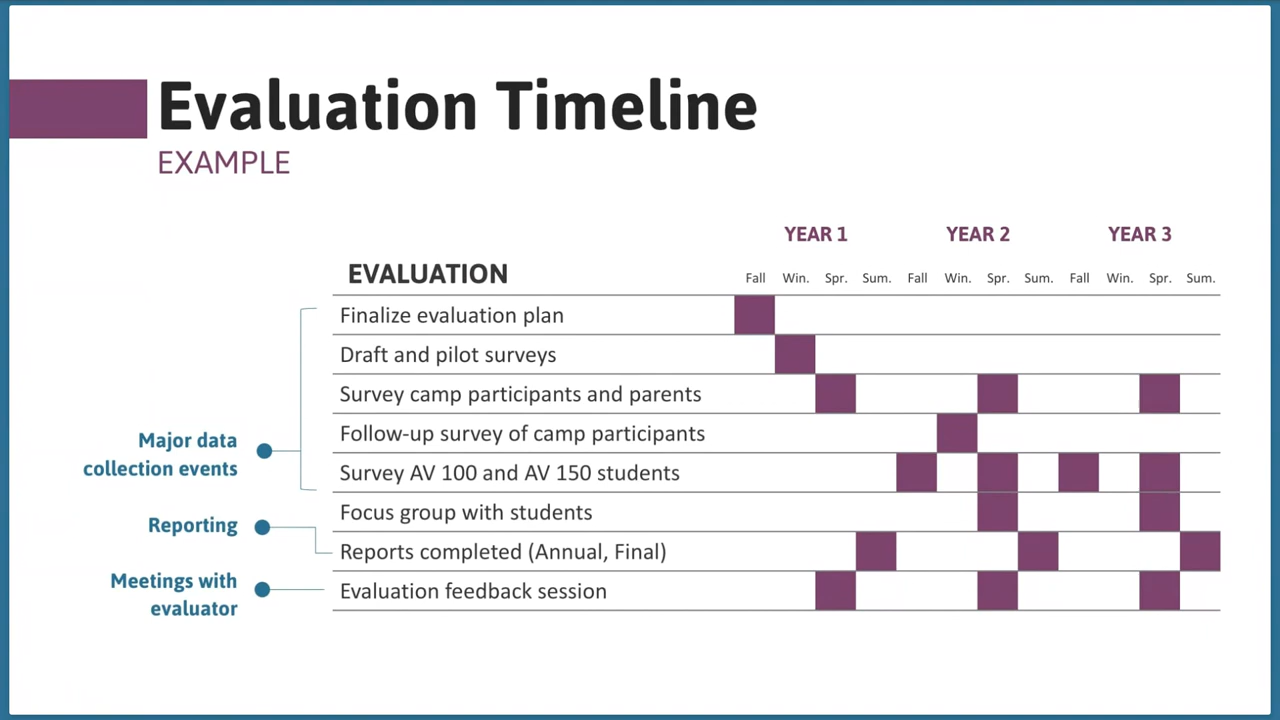 Evaluation Timeline
EXAMPLE
YEAR 1 YEAR 2 YEAR 3
EVALUATION Fall Win. Spr. Sum. Fall Win. Spr. Sum. Fall Win. Spr. Sum.
Finalize evaluation plan
Draft and pilot surveys
Survey camp participants and parents
Follow-up survey of camp participants
Survey AV 100 and AV 150 students
Focus group with students
Reports completed (Annual, Final)
Evaluation feedback session
Major data
collection events
Reporting
Meetings with
evaluator